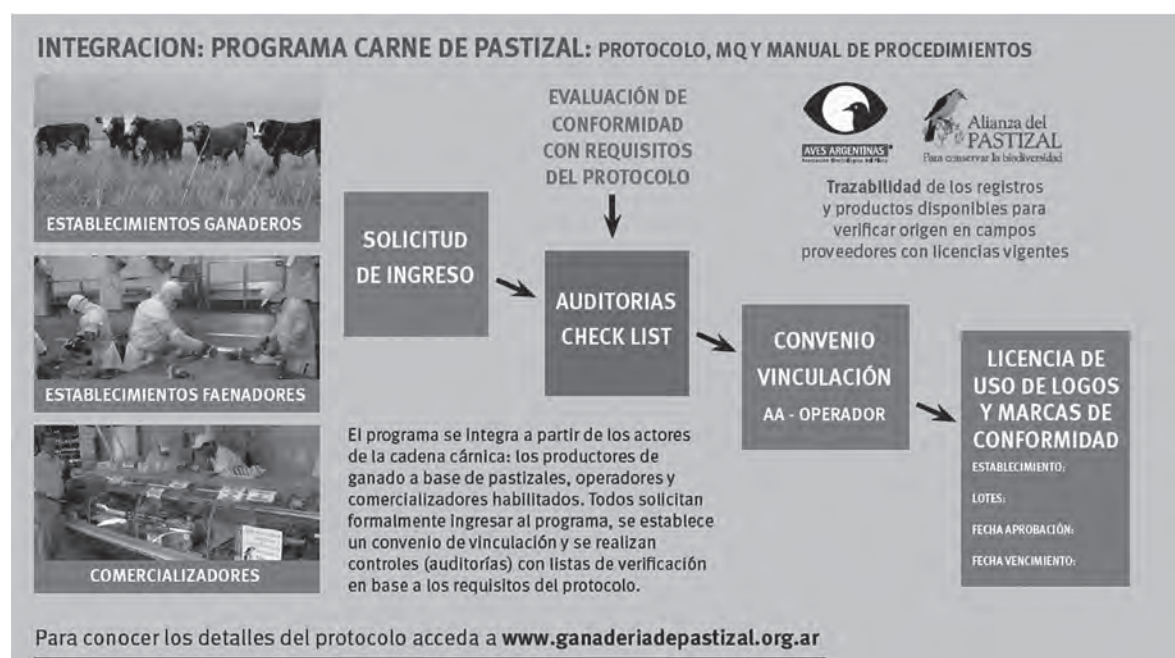 INTEGRACION: PROGRAMA CARNE DE PASTIZAL: PROTOCOLO, MQ Y MANUAL DE PROCEDIMIENTOS
ESTABLECIMIENTOS GANADEROS
ESTABLECIMIENTOS FAENADORES
COMERCIALIZADORES
SOLICITUD
DE INGRESO
EVALUACIÓN DE
CONFORMIDAD
CON REQUISITOS
DEL PROTOCOLO
AUDITORIAS
CHECK LIST
CONVENIO
VINCULACIÓN
AA - OPERADOR
LICENCIA DE
USO DE LOGOS
Y MARCAS DE
CONFORMIDAD
ESTABLECIMIENTO:
LOTES:
FECHA APROBACIÓN:
FECHA VENCIMIENTO:
AVES ARGENTINAS
Alianza del
PASTIZAL
Para conservar la biodiversidad
Trazabilidad de los registros
y productos disponibles para
verificar origen en campos
proveedores con licencias vigentes
El programa se integra a partir de los actores
de la cadena cárnica: los productores de
ganado a base de pastizales, operadores y
comercializadores habilitados. Todos solicitan
formalmente ingresar al programa, se establece
un convenio de vinculación y se realizan
controles (auditorías) con listas de verificación
en base a los requisitos del protocolo.
Para conocer los detalles del protocolo acceda a www.ganaderiadepastizal.org.ar